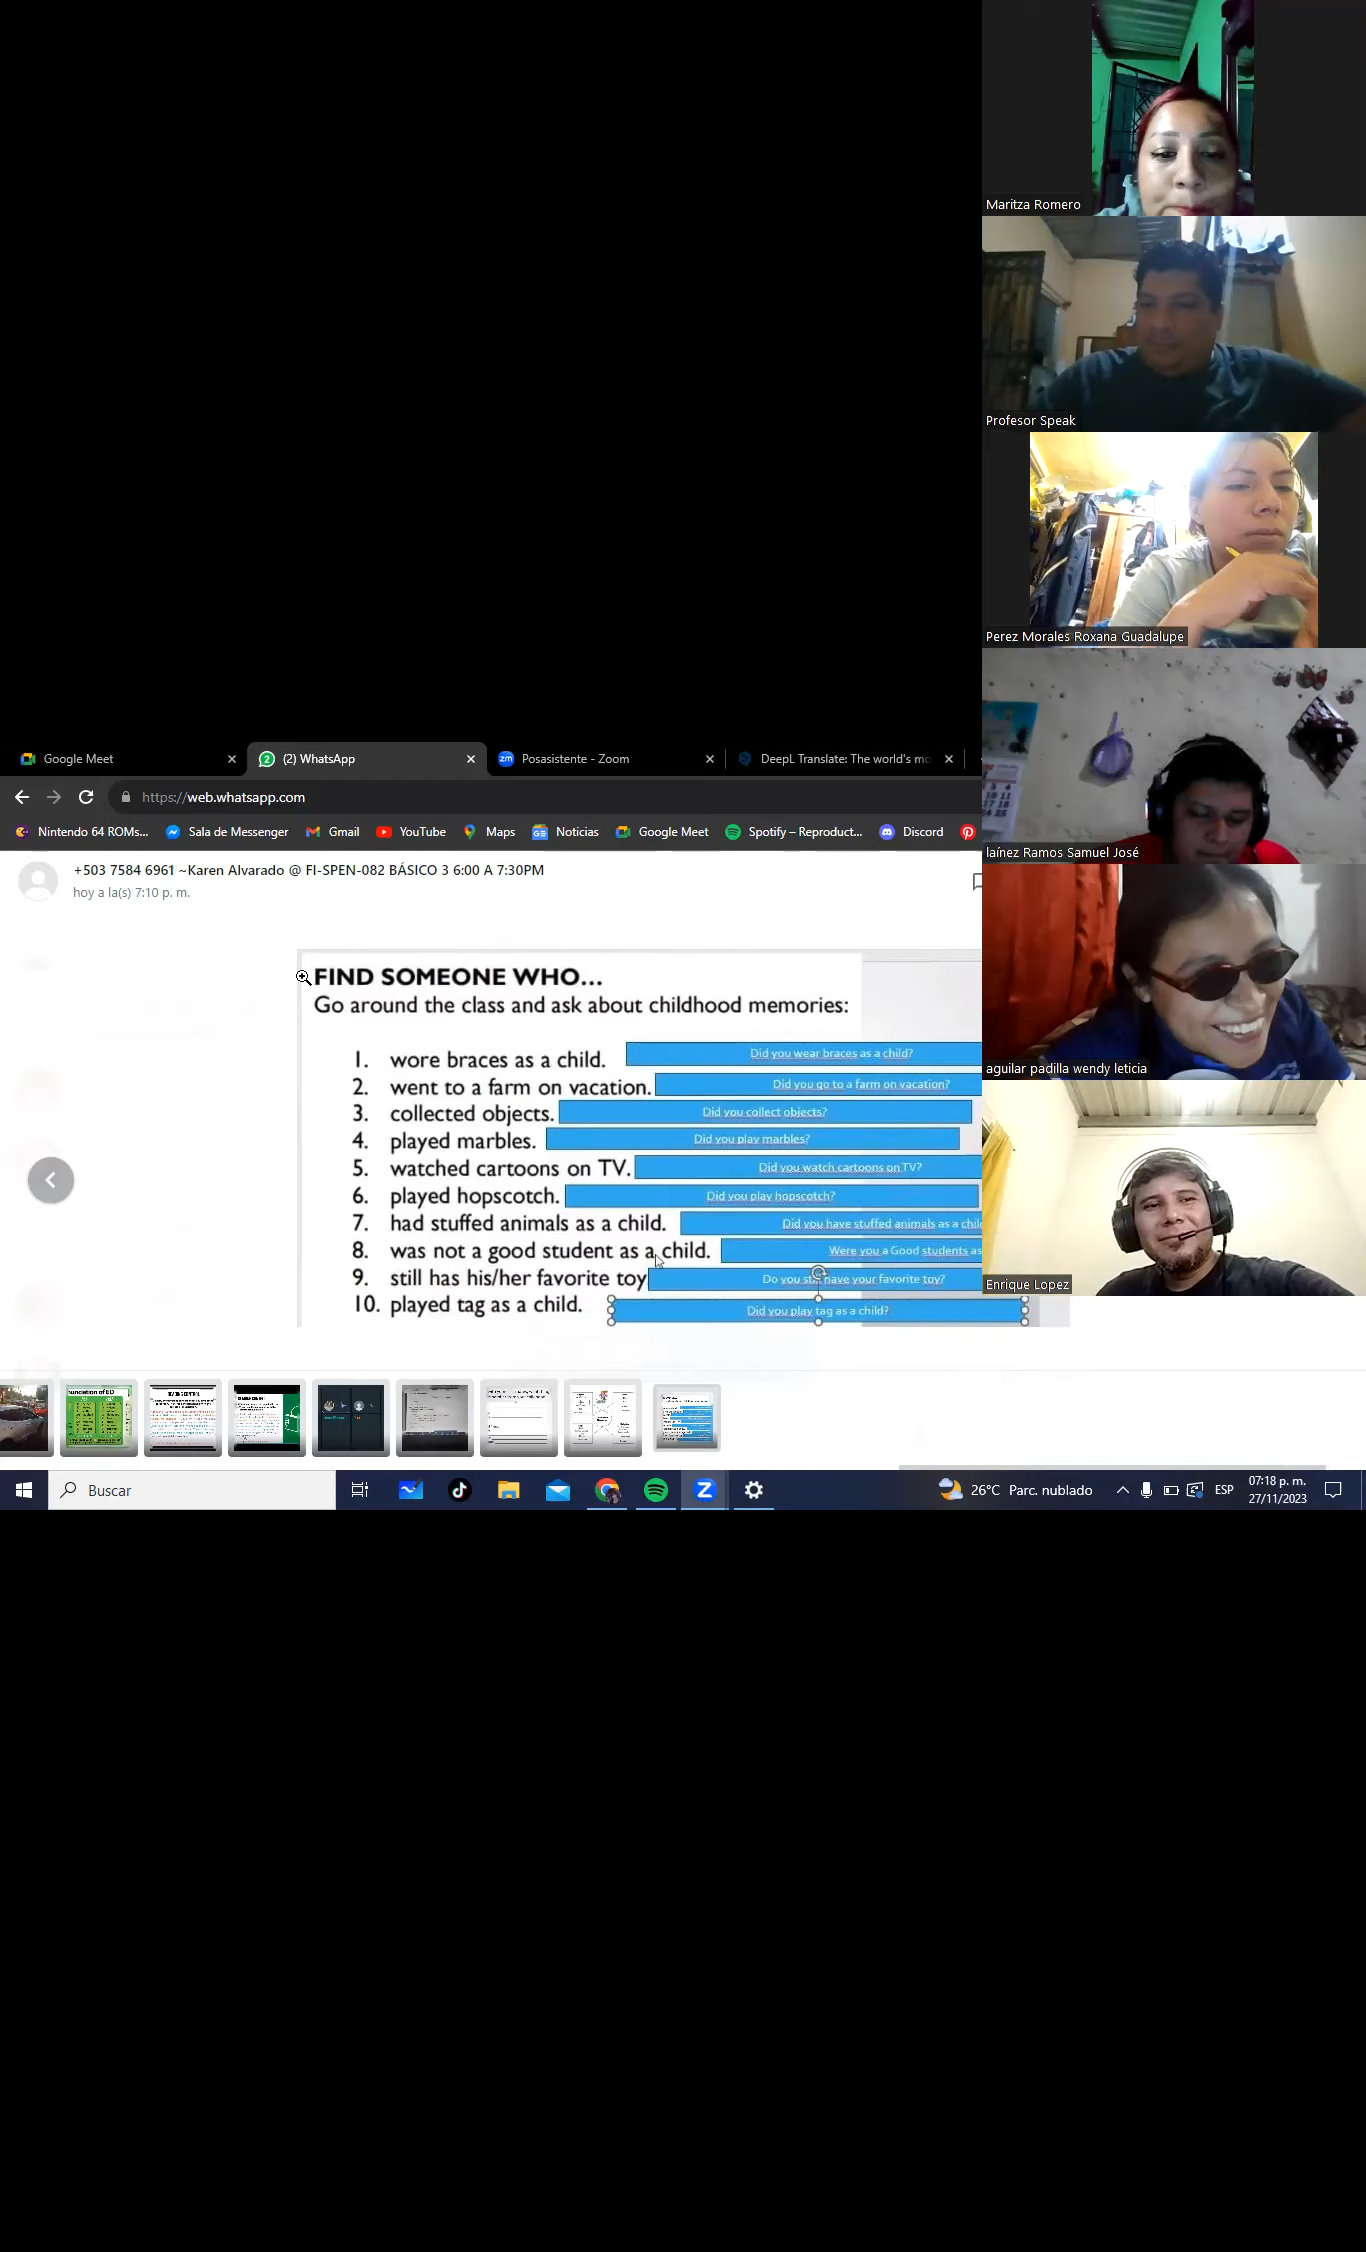 Maritza Romero
Profesor Speak
Perez Morales Roxana Guadalupe
laínez Ramos Samuel José
aguilar padilla wendy leticia
Enrique Lopez
Google Meet
(2) WhatsApp
Posasistente - Zoom
DeepL Translate: The world's mo
https://web.whatsapp.com
Nintendo 64 ROMs...
Sala de Messenger
Gmail
YouTube
Maps
Noticias
Google Meet
Spotify – Reproduct...
Discord
+503 7584 6961 ~Karen Alvarado @ FI-SPEN-082 BÁSICO 3 6:00 A 7:30PM
hoy a la(s) 7:10 p. m.
FIND SOMEONE WHO...
Go around the class and ask about childhood memories:
1. wore braces as a child. Did you wear braces as a child?
2. went to a farm on vacation. Did you go to a farm on vacation?
3. collected objects. Did you collect objects?
4. played marbles. Did you play marbles?
5. watched cartoons on TV. Did you watch cartoons on TV?
6. played hopscotch. Did you play hopscotch?
7. had stuffed animals as a child. Did you have stuffed animals as a chil
8. was not a good student as a child. Were you a Good students as
9. still has his/her favorite toy Do you still have your favorite toy?
10. played tag as a child. Did you play tag as a child?
unciation of ED
READING CONTROL
Buscar
26°C Parc. nublado
ESP
07:18 p. m.
27/11/2023